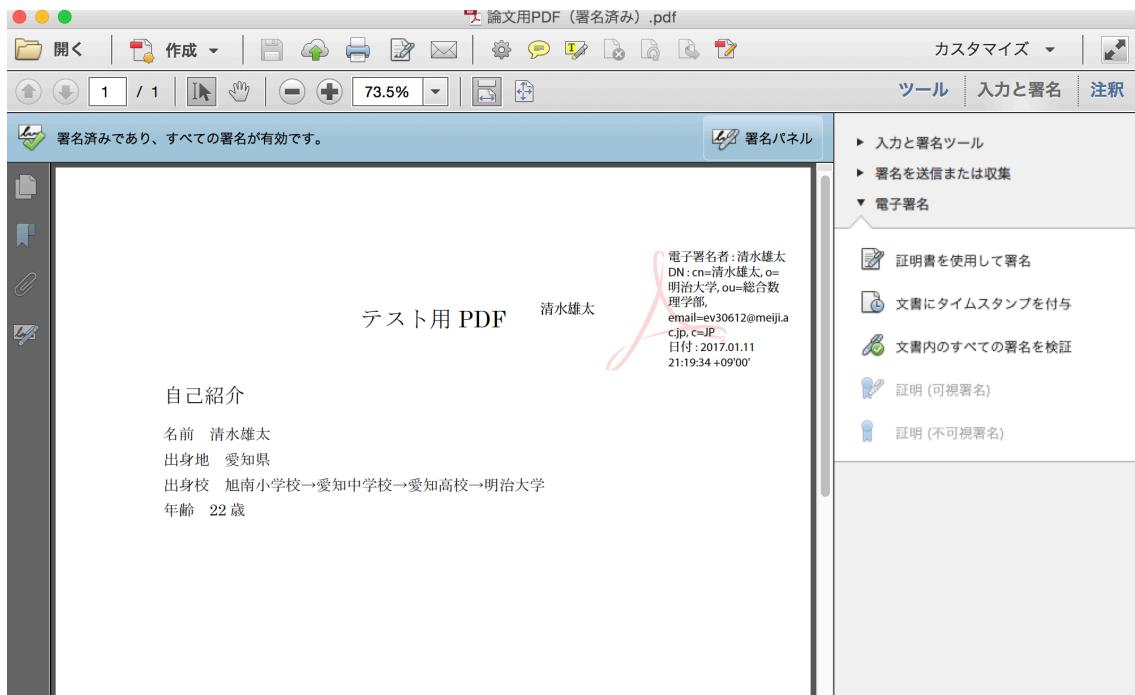 論文用PDF（署名済み）.pdf
開く 作成 カスタマイズ
1 / 1 73.5% ツール 入力と署名 注釈
署名済みであり、すべての署名が有効です。 署名パネル
入力と署名ツール
署名を送信または収集
電子署名
証明書を使用して署名
文書にタイムスタンプを付与
文書内のすべての署名を検証
証明 (可視署名)
証明 (不可視署名)
テスト用 PDF
清水雄太
電子署名者 : 清水雄太
DN : cn=清水雄太, o=
明治大学, ou=総合数
理学部,
email=ev30612@meiji.a
c.jp, c=JP
日付 : 2017.01.11
21:19:34 +09'00'
自己紹介
名前　清水雄太
出身地　愛知県
出身校　旭南小学校→愛知中学校→愛知高校→明治大学
年齢　22 歳